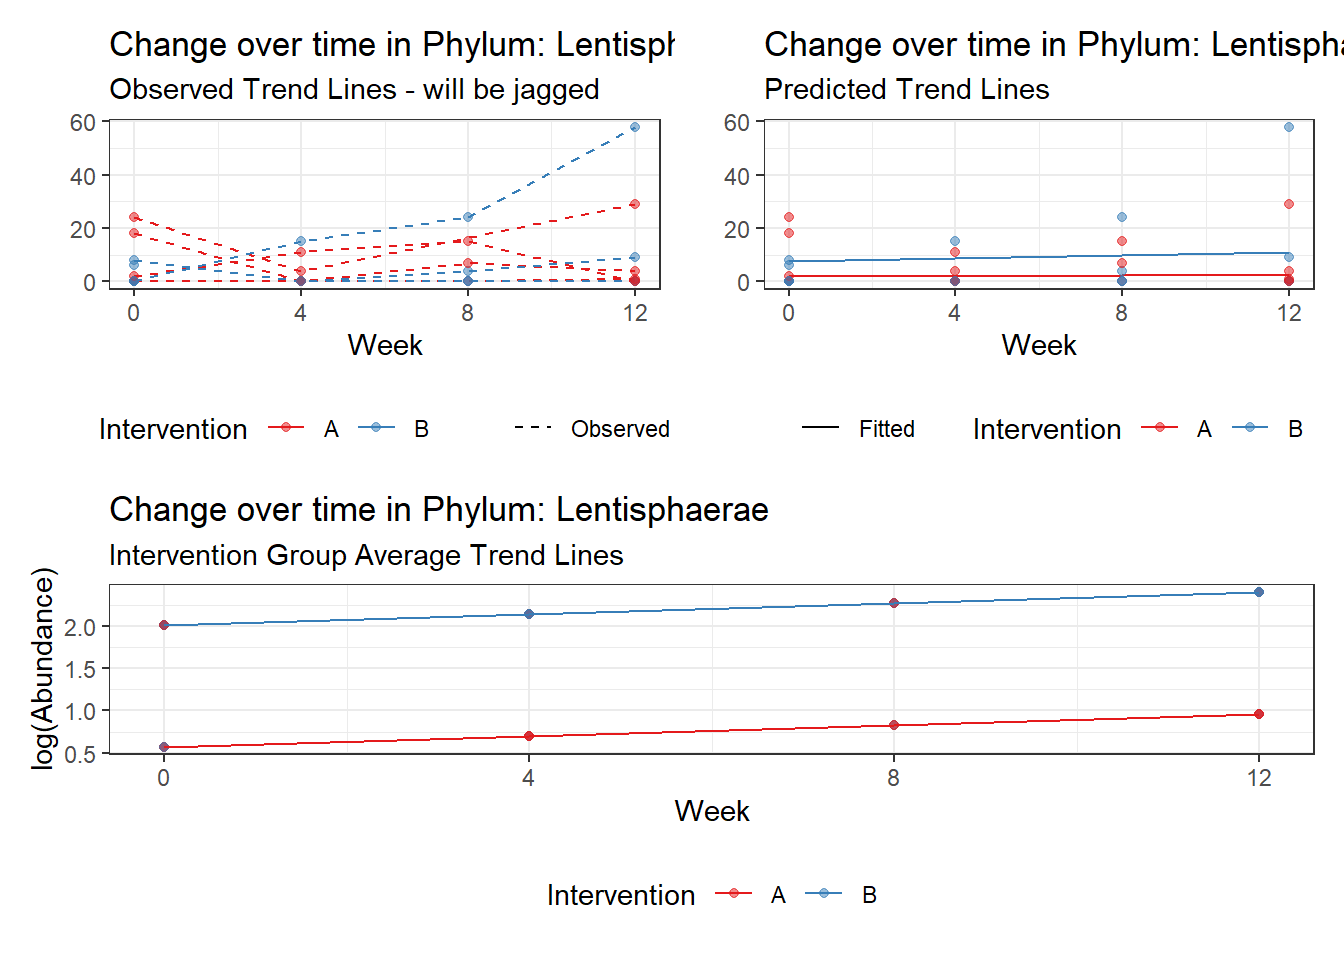 Change over time in Phylum: Lentisph
Observed Trend Lines - will be jagged
60
40
20
0
0 4 8 12
Week
Intervention A B Observed
Change over time in Phylum: Lentispha
Predicted Trend Lines
60
40
20
0
0 4 8 12
Week
Fitted Intervention A B
Change over time in Phylum: Lentisphaerae
Intervention Group Average Trend Lines
log(Abundance)
2.0
1.5
1.0
0.5
0 4 8 12
Week
Intervention A B